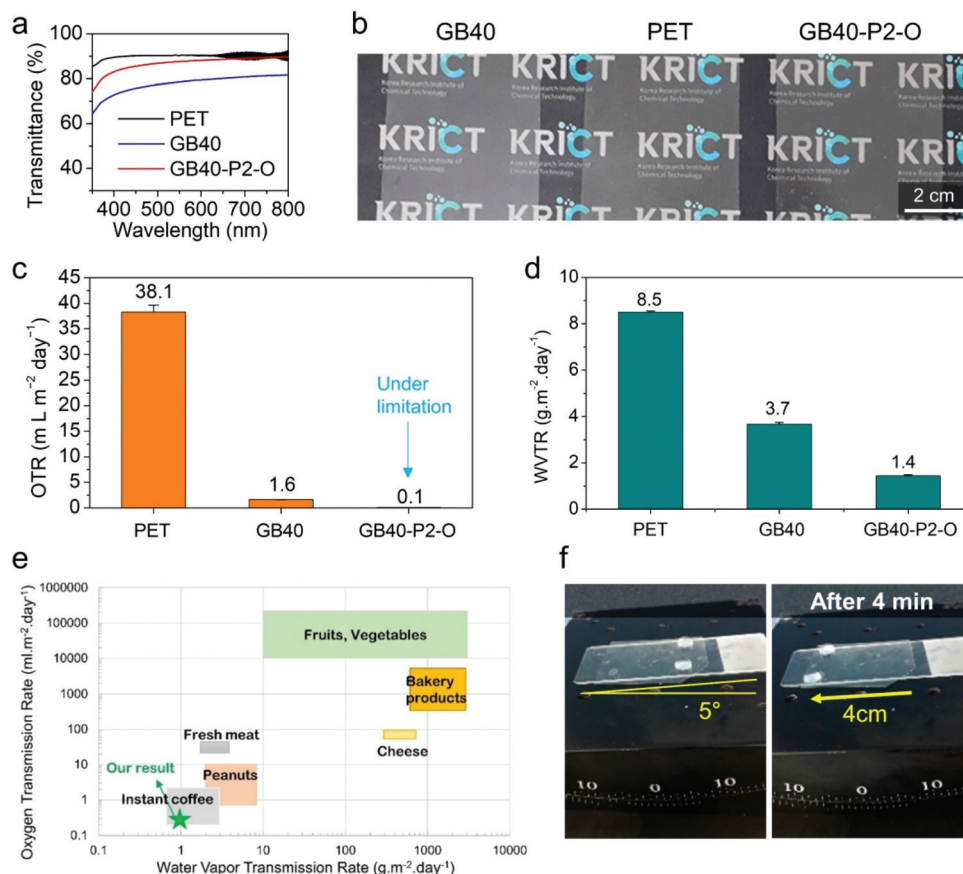 a
Transmittance (%)
100
80
60
40
400 500 600 700 800
Wavelength (nm)
PET
GB40
GB40-P2-O
b
GB40 PET GB40-P2-O
KRICT
Korea Research Institute of
Chemical Technology
2 cm
c
OTR (m L m⁻² day⁻¹)
45
40
35
30
25
20
15
10
5
0
38.1
1.6
Under
limitation
0.1
PET GB40 GB40-P2-O
d
WVTR (g.m⁻².day⁻¹)
10
8
6
4
2
0
8.5
3.7
1.4
PET GB40 GB40-P2-O
e
Oxygen Transmission Rate (ml.m⁻².day⁻¹)
1000000
100000
10000
1000
100
10
1
0.1
Fruits, Vegetables
Bakery
products
Fresh meat
Cheese
Our result
Peanuts
Instant coffee
0.1 1 10 100 1000 10000
Water Vapor Transmission Rate (g.m⁻².day⁻¹)
f
5°
10 0 10
After 4 min
4cm
10 0 10